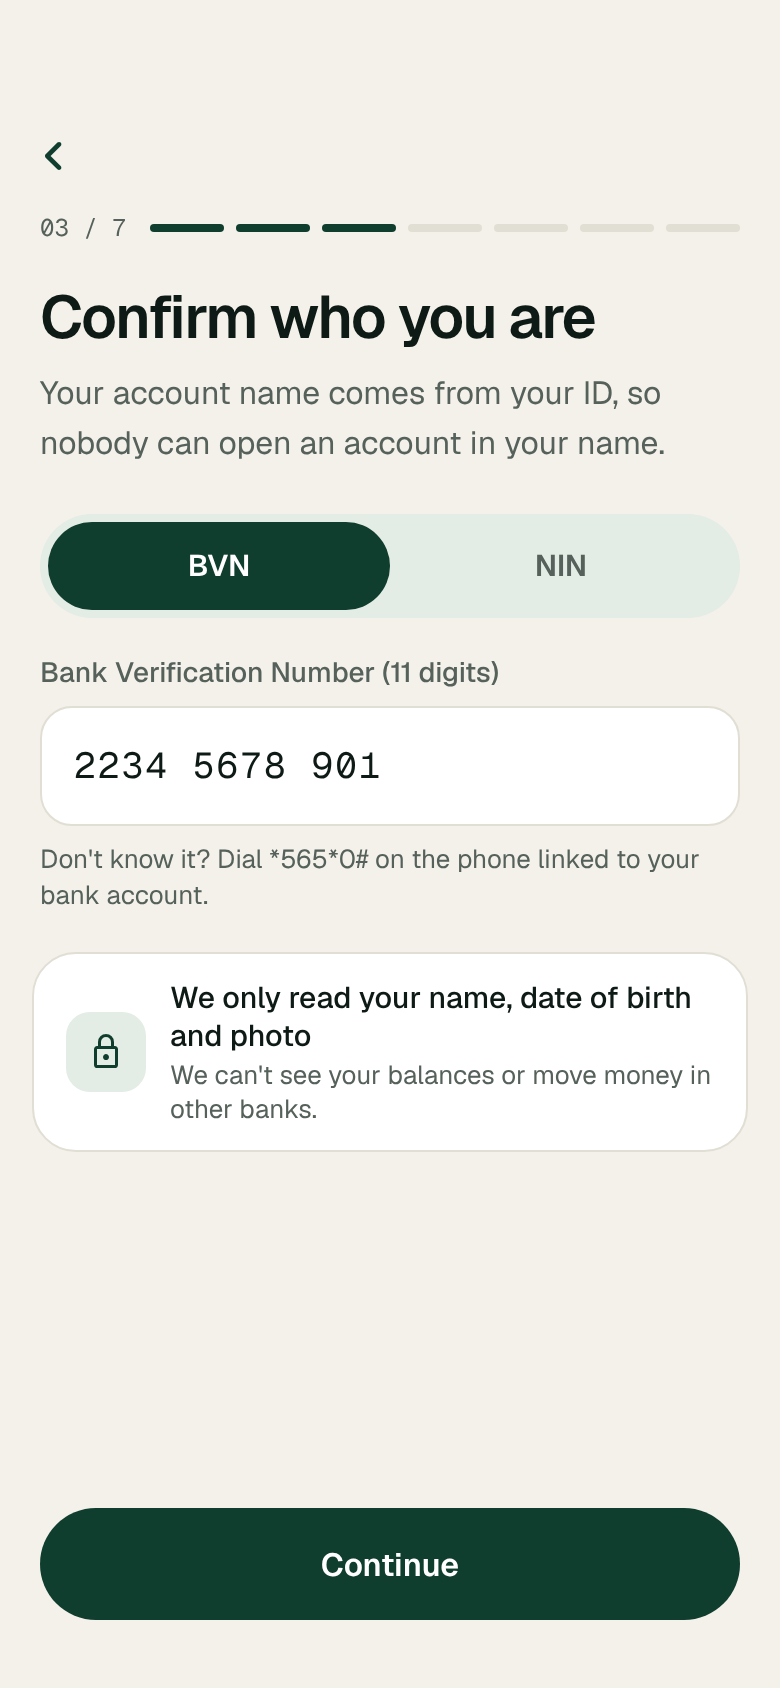 03 / 7
Confirm who you are
Your account name comes from your ID, so
nobody can open an account in your name.
BVN
NIN
Bank Verification Number (11 digits)
2234 5678 901
Don't know it? Dial *565*0# on the phone linked to your
bank account.
We only read your name, date of birth
and photo
We can't see your balances or move money in
other banks.
Continue